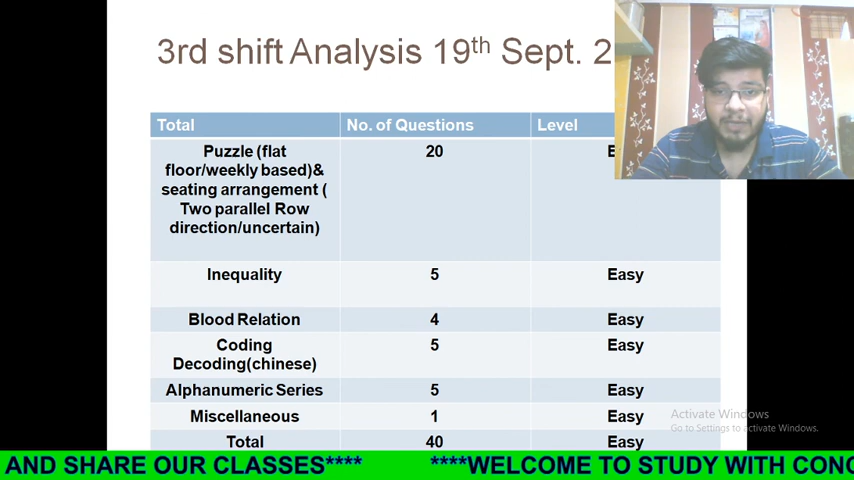 3rd shift Analysis 19th Sept. 2
Total No. of Questions Level
Puzzle (flat
floor/weekly based)&
seating arrangement (
Two parallel Row
direction/uncertain)
20
Inequality 5 Easy
Blood Relation 4 Easy
Coding
Decoding(chinese)
5 Easy
Alphanumeric Series 5 Easy
Miscellaneous 1 Easy
Total 40 Easy
Activate Windows
Go to Settings to activate Windows.
AND SHARE OUR CLASSES**** ****WELCOME TO STUDY WITH CONC